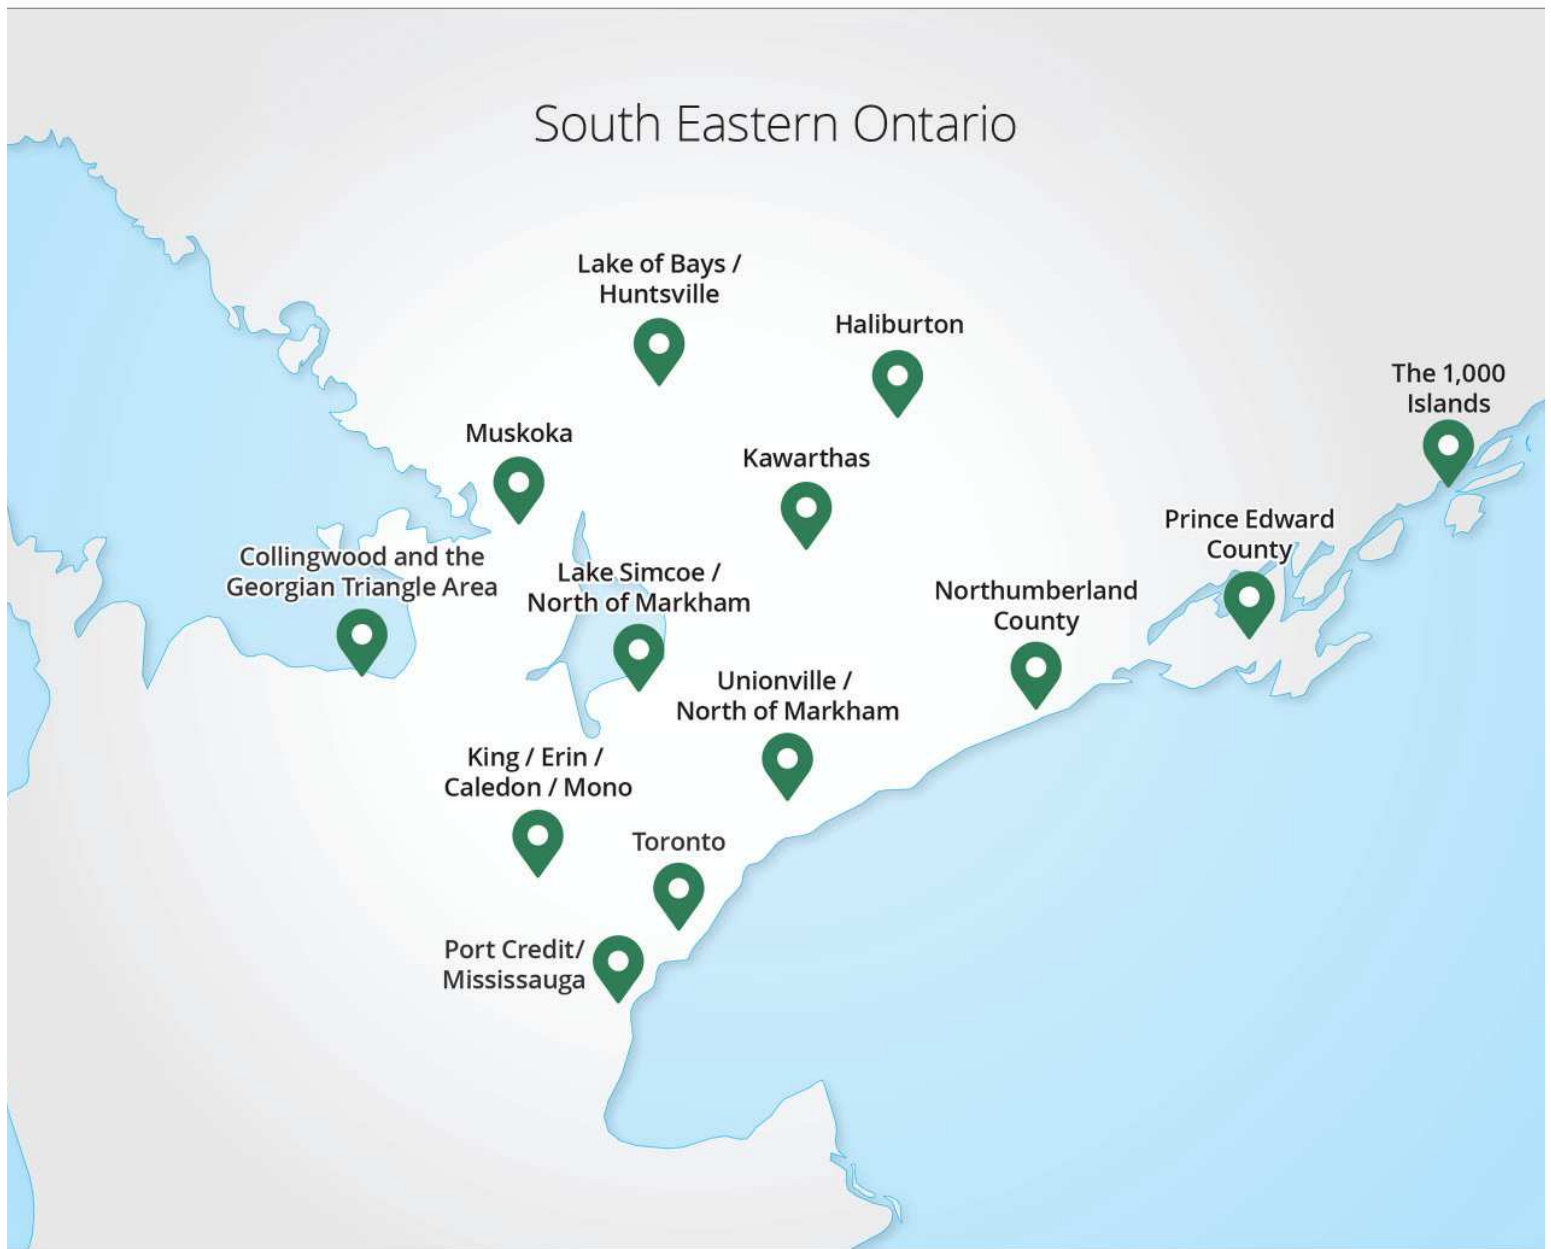 South Eastern Ontario
Lake of Bays /
Huntsville
Haliburton
The 1,000
Islands
Muskoka
Kawarthas
Prince Edward
County
Collingwood and the
Georgian Triangle Area
Lake Simcoe /
North of Markham
Northumberland
County
Unionville /
North of Markham
King / Erin /
Caledon / Mono
Toronto
Port Credit/
Mississauga